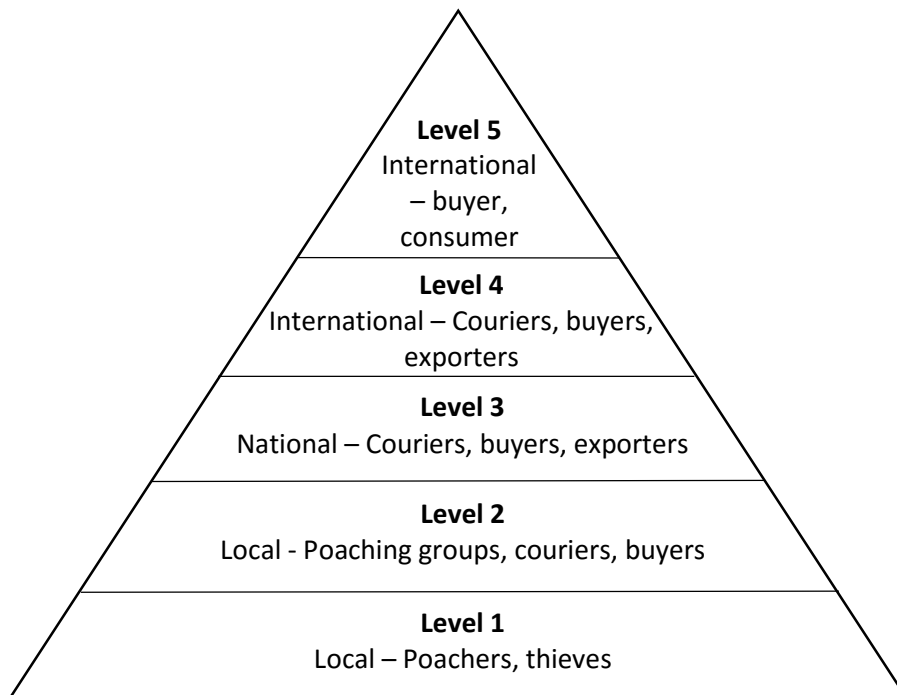 Level 5
International
– buyer,
consumer
Level 4
International – Couriers, buyers,
exporters
Level 3
National – Couriers, buyers, exporters
Level 2
Local - Poaching groups, couriers, buyers
Level 1
Local – Poachers, thieves